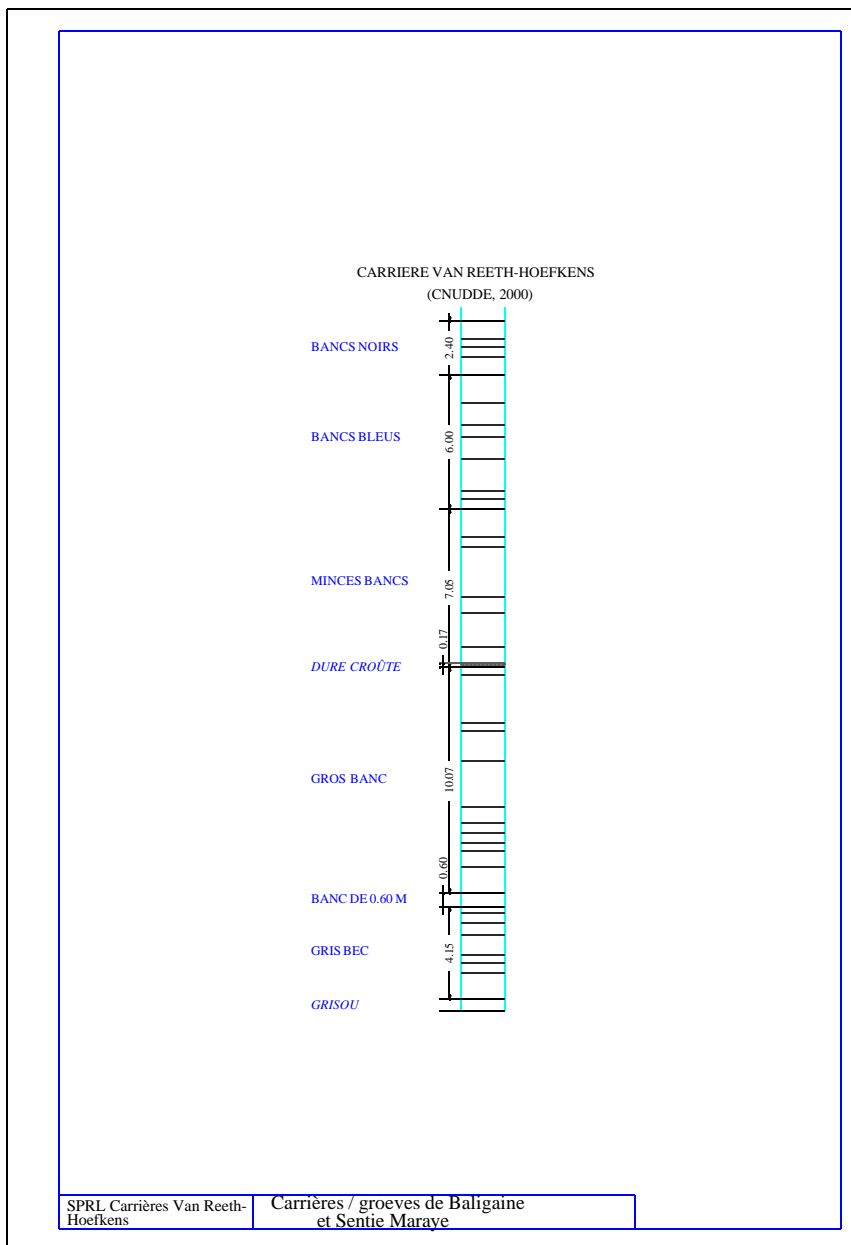 CARRIERE VAN REETH-HOEFKENS
(CNUDDE, 2000)
BANCS NOIRS
2.40
BANCS BLEUS
6.00
MINCES BANCS
7.05
0.17
DURE CROÛTE
GROS BANC
10.07
0.60
BANC DE 0.60 M
GRIS BEC
4.15
GRISOU
SPRL Carrières Van Reeth-
Hoefkens
Carrières / groeves de Baligaine
et Sentie Maraye